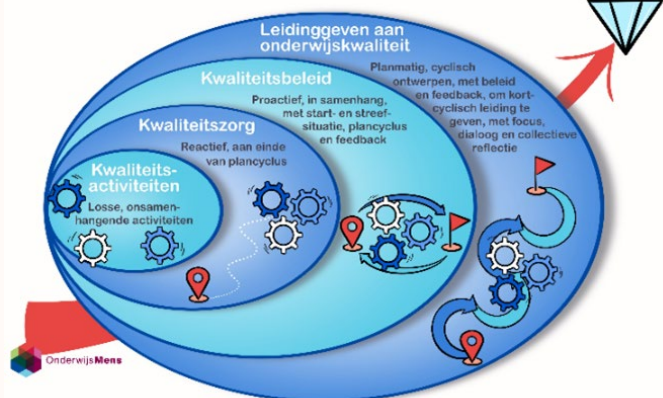 Leidinggeven aan
onderwijskwaliteit
Planmatig, cyclisch
ontwerpen, met beleid
en feedback, om kort-
cyclisch leiding te
geven, met focus,
dialoog en collectieve
reflectie
Kwaliteitsbeleid
Proactief, in samenhang,
met start- en streef-
situatie, plancyclus
en feedback
Kwaliteitszorg
Reactief, aan einde
van plancyclus
Kwaliteits-
activiteiten
Losse, onsamen-
hangende activiteiten
OnderwijsMens